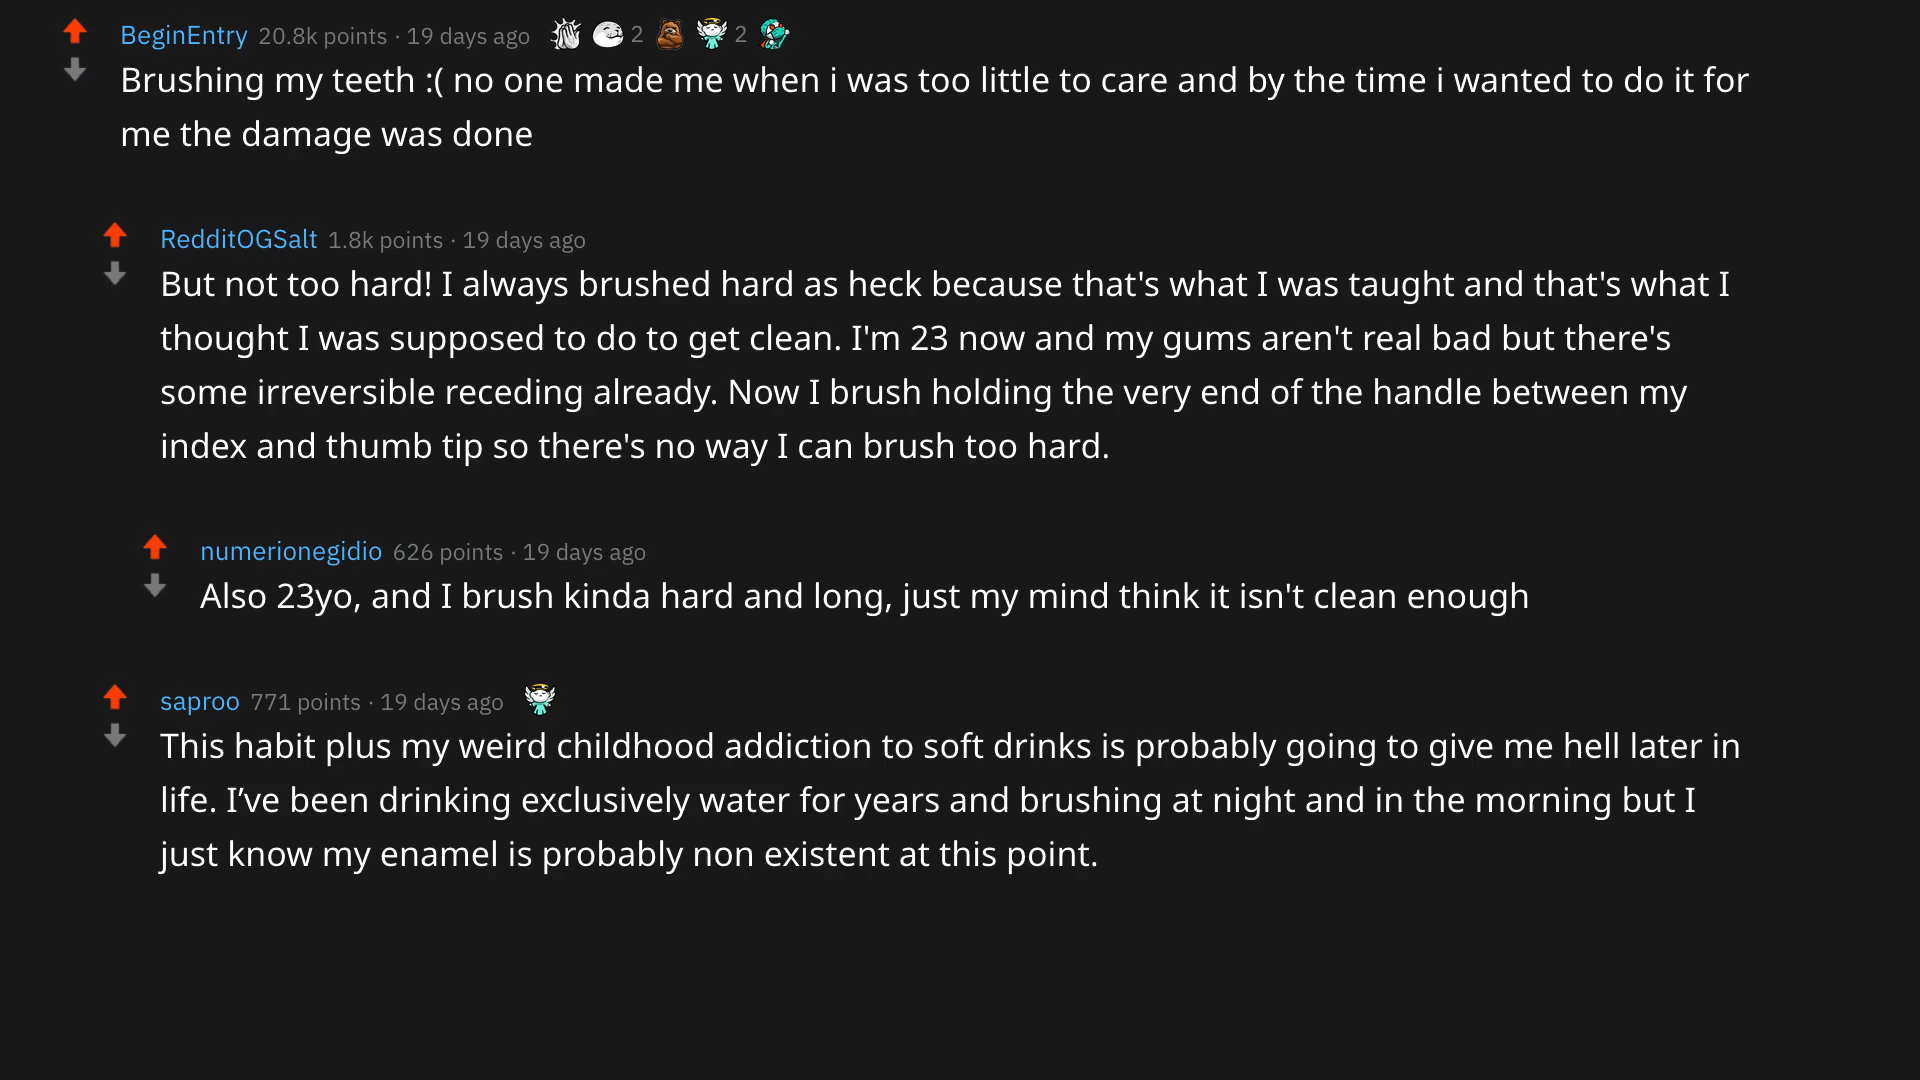 BeginEntry 20.8k points · 19 days ago 2 2
Brushing my teeth :( no one made me when i was too little to care and by the time i wanted to do it for
me the damage was done
RedditOGSalt 1.8k points · 19 days ago
But not too hard! I always brushed hard as heck because that's what I was taught and that's what I
thought I was supposed to do to get clean. I'm 23 now and my gums aren't real bad but there's
some irreversible receding already. Now I brush holding the very end of the handle between my
index and thumb tip so there's no way I can brush too hard.
numerionegidio 626 points · 19 days ago
Also 23yo, and I brush kinda hard and long, just my mind think it isn't clean enough
saproo 771 points · 19 days ago
This habit plus my weird childhood addiction to soft drinks is probably going to give me hell later in
life. I’ve been drinking exclusively water for years and brushing at night and in the morning but I
just know my enamel is probably non existent at this point.